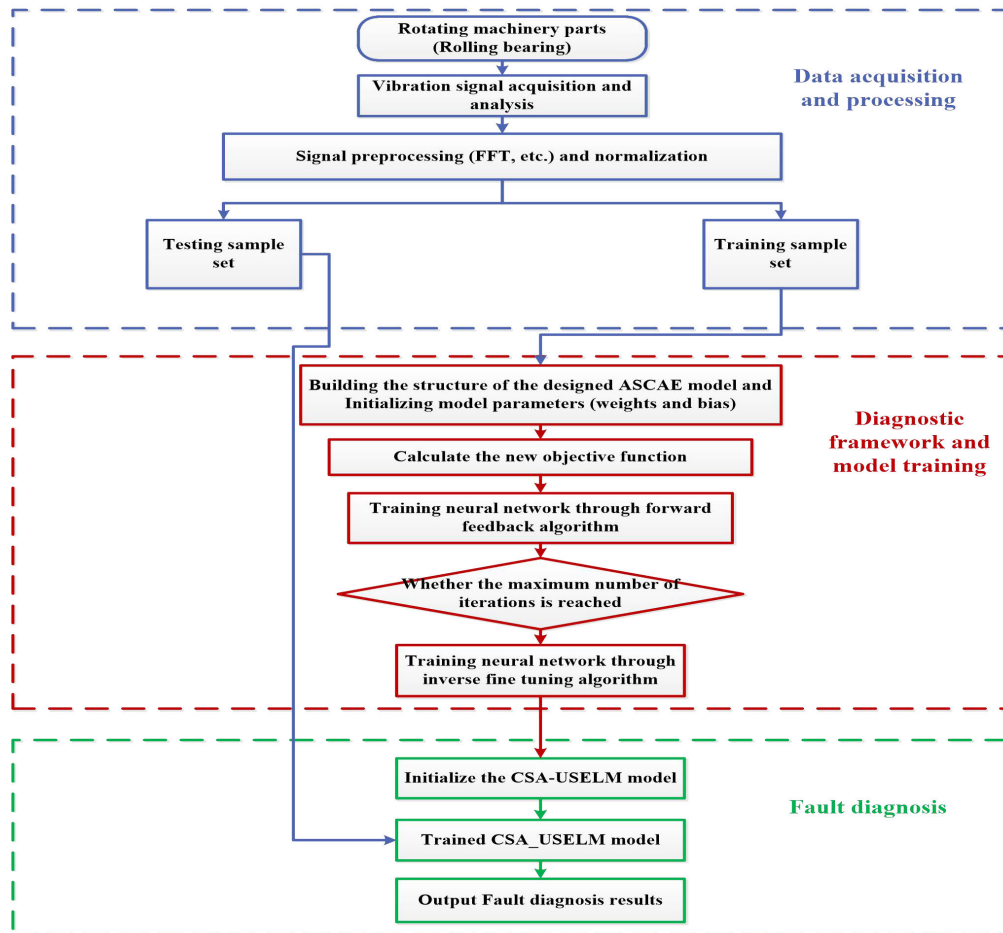 Rotating machinery parts
(Rolling bearing)
Data acquisition
and processing
Vibration signal acquisition and
analysis
Signal preprocessing (FFT, etc.) and normalization
Testing sample
set
Training sample
set
Building the structure of the designed ASCAE model and
Initializing model parameters (weights and bias)
Diagnostic
framework and
model training
Calculate the new objective function
Training neural network through forward
feedback algorithm
Whether the maximum number of
iterations is reached
Training neural network through
inverse fine tuning algorithm
Initialize the CSA-USELM model
Fault diagnosis
Trained CSA_USELM model
Output Fault diagnosis results